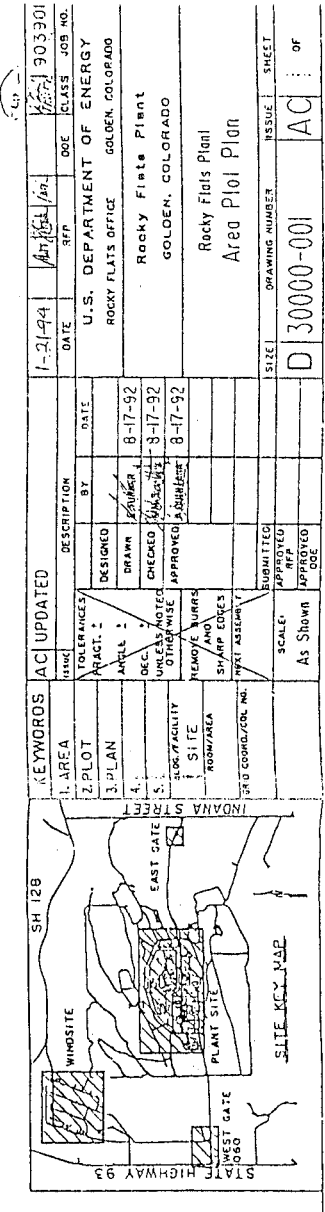 SH 128
WINDSITE
EAST GATE
INDIANA STREET
PLANT SITE
WEST GATE
060
STATE HIGHWAY 93
N
SITE KEY MAP
KEYWORDS
1. AREA
2. PLOT
3. PLAN
4.
5.
BLDG./FACILITY
SITE
ROOM/AREA
GRID COORD./COL NO.
AC UPDATED
ISSUE DESCRIPTION
TOLERANCES
FRACT. ±
ANGLE ±
DEC. ±
UNLESS NOTED
OTHERWISE
REMOVE BURRS
AND
SHARP EDGES
NEXT ASSEMBLY
SCALE:
As Shown
BY DATE
DESIGNED
DRAWN 8-17-92
CHECKED 8-17-92
APPROVED 8-17-92
SUBMITTED
APPROVED
RFP
APPROVED
DOE
1-21-94 903901
DATE RFP DOE CLASS JOB NO.
U.S. DEPARTMENT OF ENERGY
ROCKY FLATS OFFICE GOLDEN, COLORADO
Rocky Flats Plant
GOLDEN, COLORADO
Rocky Flats Plant
Area Plot Plan
SIZE DRAWING NUMBER ISSUE SHEET
D 30000-001 AC OF